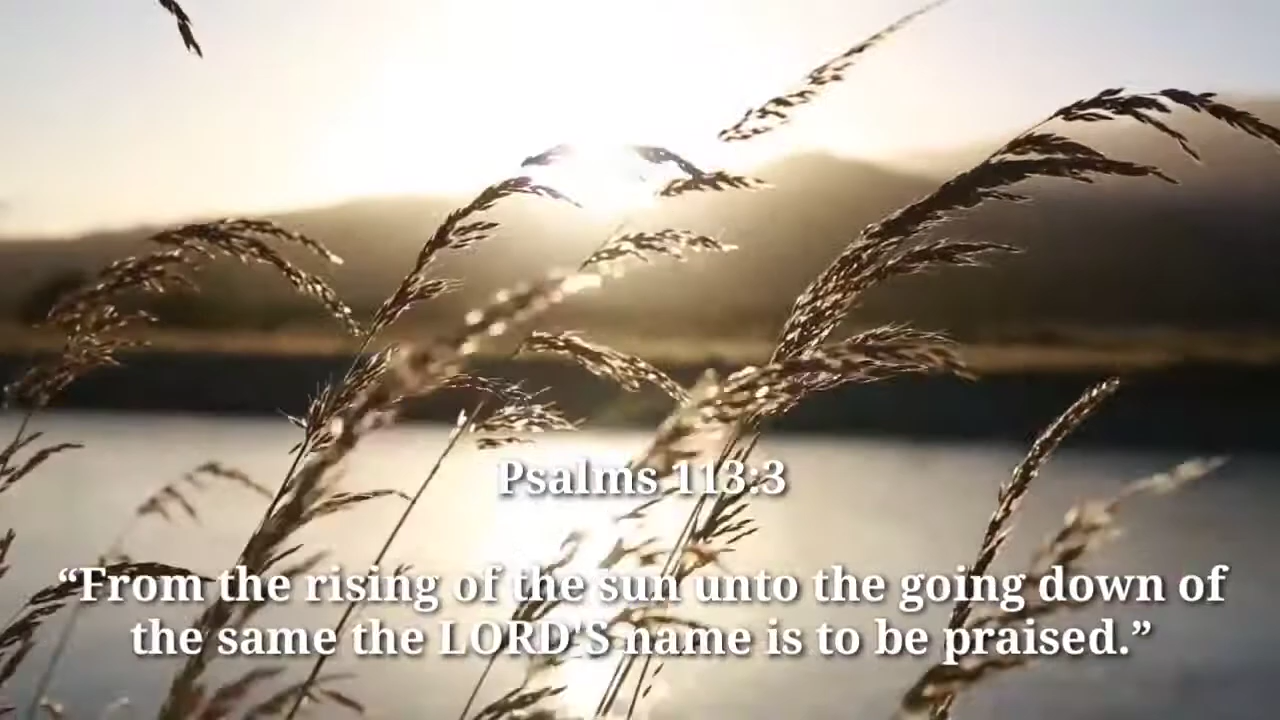 Psalms 113:3
“From the rising of the sun unto the going down of
the same the LORD'S name is to be praised.”